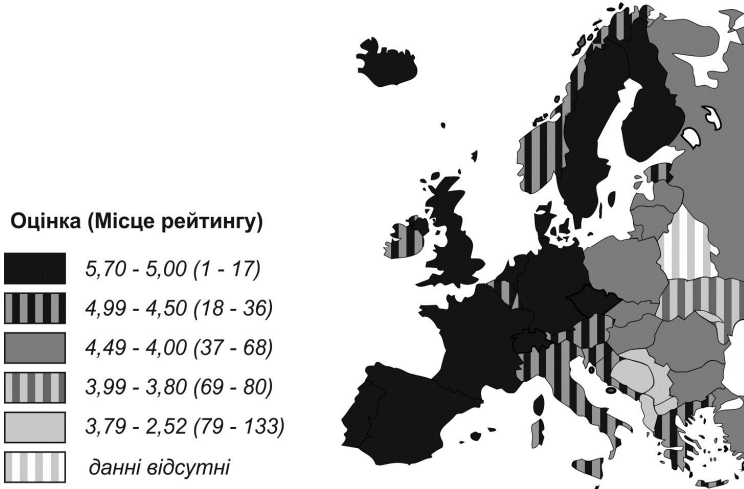 Оцінка (Місце рейтингу)
5,70 - 5,00 (1 - 17)
4,99 - 4,50 (18 - 36)
4,49 - 4,00 (37 - 68)
3,99 - 3,80 (69 - 80)
3,79 - 2,52 (79 - 133)
данні відсутні